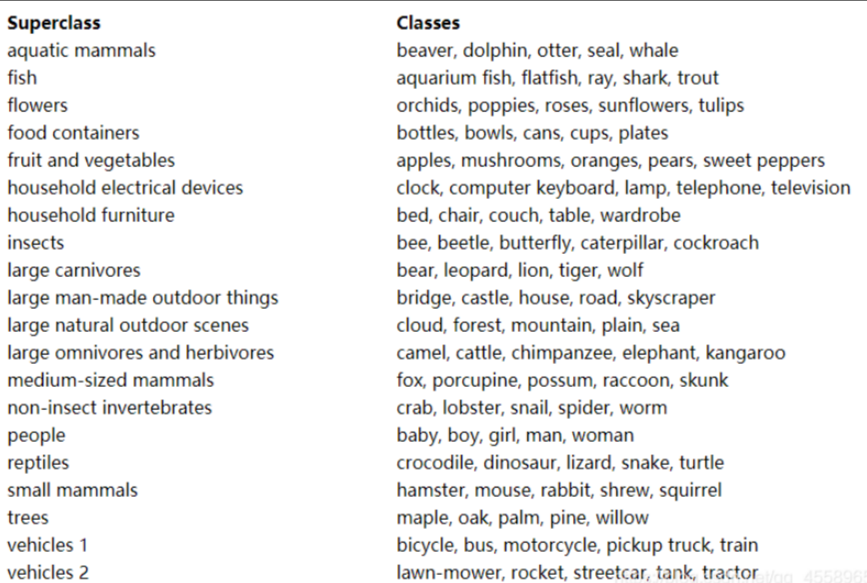 Superclass Classes
aquatic mammals beaver, dolphin, otter, seal, whale
fish aquarium fish, flatfish, ray, shark, trout
flowers orchids, poppies, roses, sunflowers, tulips
food containers bottles, bowls, cans, cups, plates
fruit and vegetables apples, mushrooms, oranges, pears, sweet peppers
household electrical devices clock, computer keyboard, lamp, telephone, television
household furniture bed, chair, couch, table, wardrobe
insects bee, beetle, butterfly, caterpillar, cockroach
large carnivores bear, leopard, lion, tiger, wolf
large man-made outdoor things bridge, castle, house, road, skyscraper
large natural outdoor scenes cloud, forest, mountain, plain, sea
large omnivores and herbivores camel, cattle, chimpanzee, elephant, kangaroo
medium-sized mammals fox, porcupine, possum, raccoon, skunk
non-insect invertebrates crab, lobster, snail, spider, worm
people baby, boy, girl, man, woman
reptiles crocodile, dinosaur, lizard, snake, turtle
small mammals hamster, mouse, rabbit, shrew, squirrel
trees maple, oak, palm, pine, willow
vehicles 1 bicycle, bus, motorcycle, pickup truck, train
vehicles 2 lawn-mower, rocket, streetcar, tank, tractor